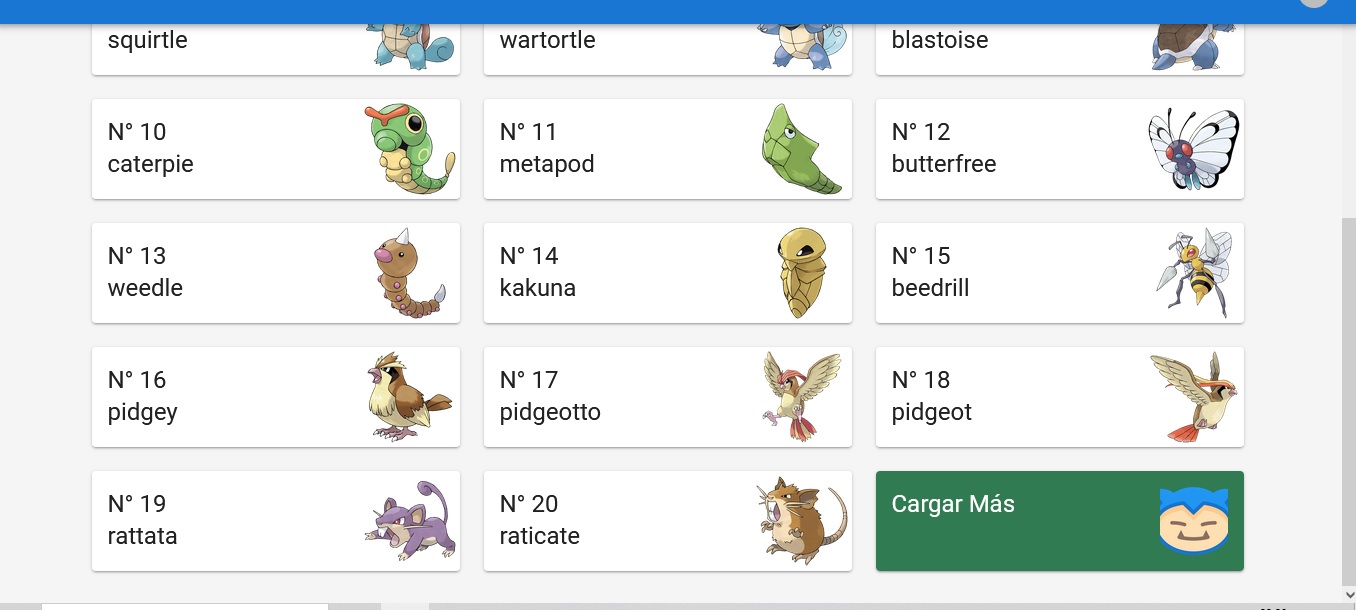 squirtle
wartortle
blastoise
N° 10
caterpie
N° 11
metapod
N° 12
butterfree
N° 13
weedle
N° 14
kakuna
N° 15
beedrill
N° 16
pidgey
N° 17
pidgeotto
N° 18
pidgeot
N° 19
rattata
N° 20
raticate
Cargar Más